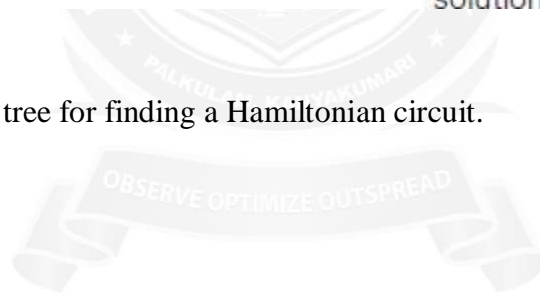 solution
PALKULAM, KANYAKUMARI
tree for finding a Hamiltonian circuit.
OBSERVE OPTIMIZE OUTSPREAD